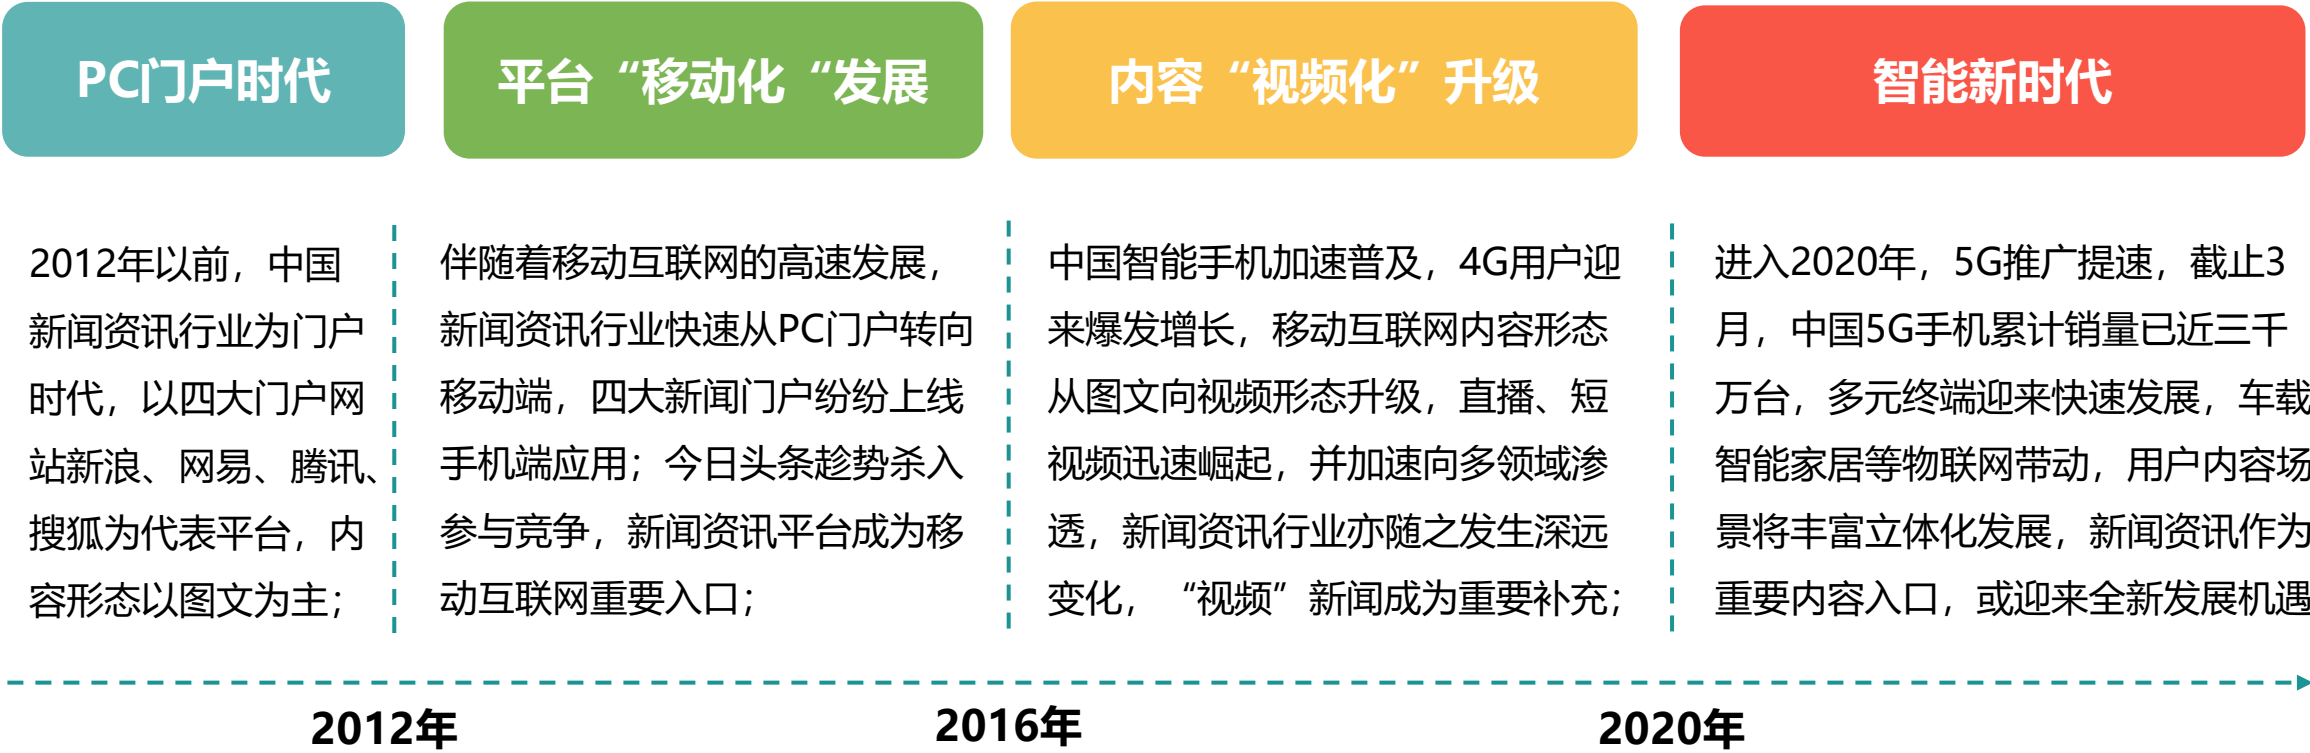 PC门户时代
2012年以前，中国
新闻资讯行业为门户
时代，以四大门户网
站新浪、网易、腾讯、
搜狐为代表平台，内
容形态以图文为主；
平台“移动化“发展
伴随着移动互联网的高速发展，
新闻资讯行业快速从PC门户转向
移动端，四大新闻门户纷纷上线
手机端应用；今日头条趁势杀入
参与竞争，新闻资讯平台成为移
动互联网重要入口；
内容“视频化”升级
中国智能手机加速普及，4G用户迎
来爆发增长，移动互联网内容形态
从图文向视频形态升级，直播、短
视频迅速崛起，并加速向多领域渗
透，新闻资讯行业亦随之发生深远
变化，“视频”新闻成为重要补充；
智能新时代
进入2020年，5G推广提速，截止3
月，中国5G手机累计销量已近三千
万台，多元终端迎来快速发展，车载
智能家居等物联网带动，用户内容场
景将丰富立体化发展，新闻资讯作为
重要内容入口，或迎来全新发展机遇
2012年
2016年
2020年